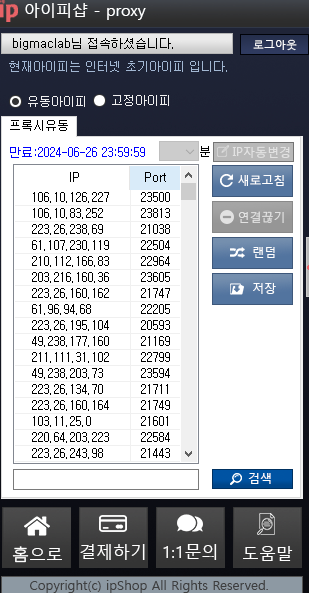 ip 아이피샵 - proxy
bigmaclab님 접속하셨습니다. 로그아웃
현재아이피는 인터넷 초기아이피 입니다.
유동아이피 고정아이피
프록시유동
만료:2024-06-26 23:59:59 분 IP자동변경
IP Port
106,10,126,227 23500
106,10,83,252 23813
223,26,238,69 21038
61,107,230,119 22504
210,112,166,83 22964
203,216,160,36 23605
223,26,160,162 21747
61,96,94,68 22205
223,26,195,104 20593
49,238,177,160 21169
211,111,31,102 22799
49,238,203,73 23594
223,26,134,70 21711
223,26,160,164 21749
103,11,25,0 21601
220,64,203,223 22584
223,26,243,98 21443
새로고침
연결끊기
랜덤
저장
검색
홈으로 결제하기 1:1문의 도움말
Copyright(c) ipShop All Rights Reserved.